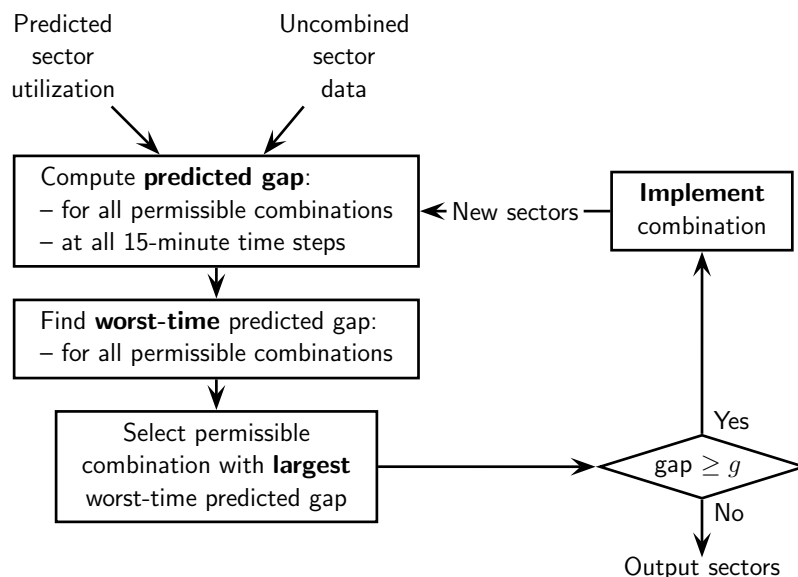 Predicted
sector
utilization
Uncombined
sector
data
Compute predicted gap:
– for all permissible combinations
– at all 15-minute time steps
New sectors
Implement
combination
Find worst-time predicted gap:
– for all permissible combinations
Select permissible
combination with largest
worst-time predicted gap
Yes
gap ≥ g
No
Output sectors